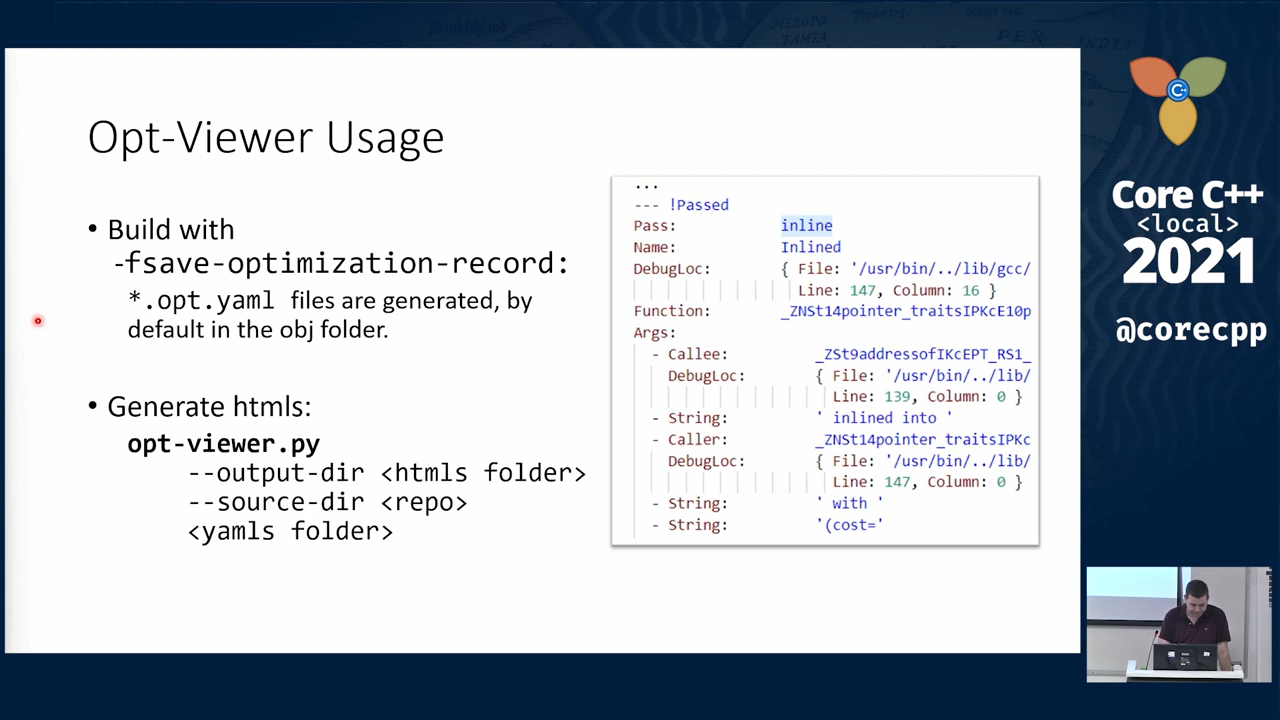 Opt-Viewer Usage
• Build with
-fsave-optimization-record:
*.opt.yaml files are generated, by
default in the obj folder.
• Generate htmls:
opt-viewer.py
--output-dir <htmls folder>
--source-dir <repo>
<yamls folder>
...
--- !Passed
Pass: inline
Name: Inlined
DebugLoc: { File: '/usr/bin/../lib/gcc/
Line: 147, Column: 16 }
Function: _ZNSt14pointer_traitsIPKcE10p
Args:
- Callee: _ZSt9addressofIKcEPT_RS1_
DebugLoc: { File: '/usr/bin/../lib/
Line: 139, Column: 0 }
- String: ' inlined into '
- Caller: _ZNSt14pointer_traitsIPKc
DebugLoc: { File: '/usr/bin/../lib/
Line: 147, Column: 0 }
- String: ' with '
- String: '(cost='
MESOPO
TAMIA
PER
INDIA
C++
Core C++
<local>
2021
@corecpp